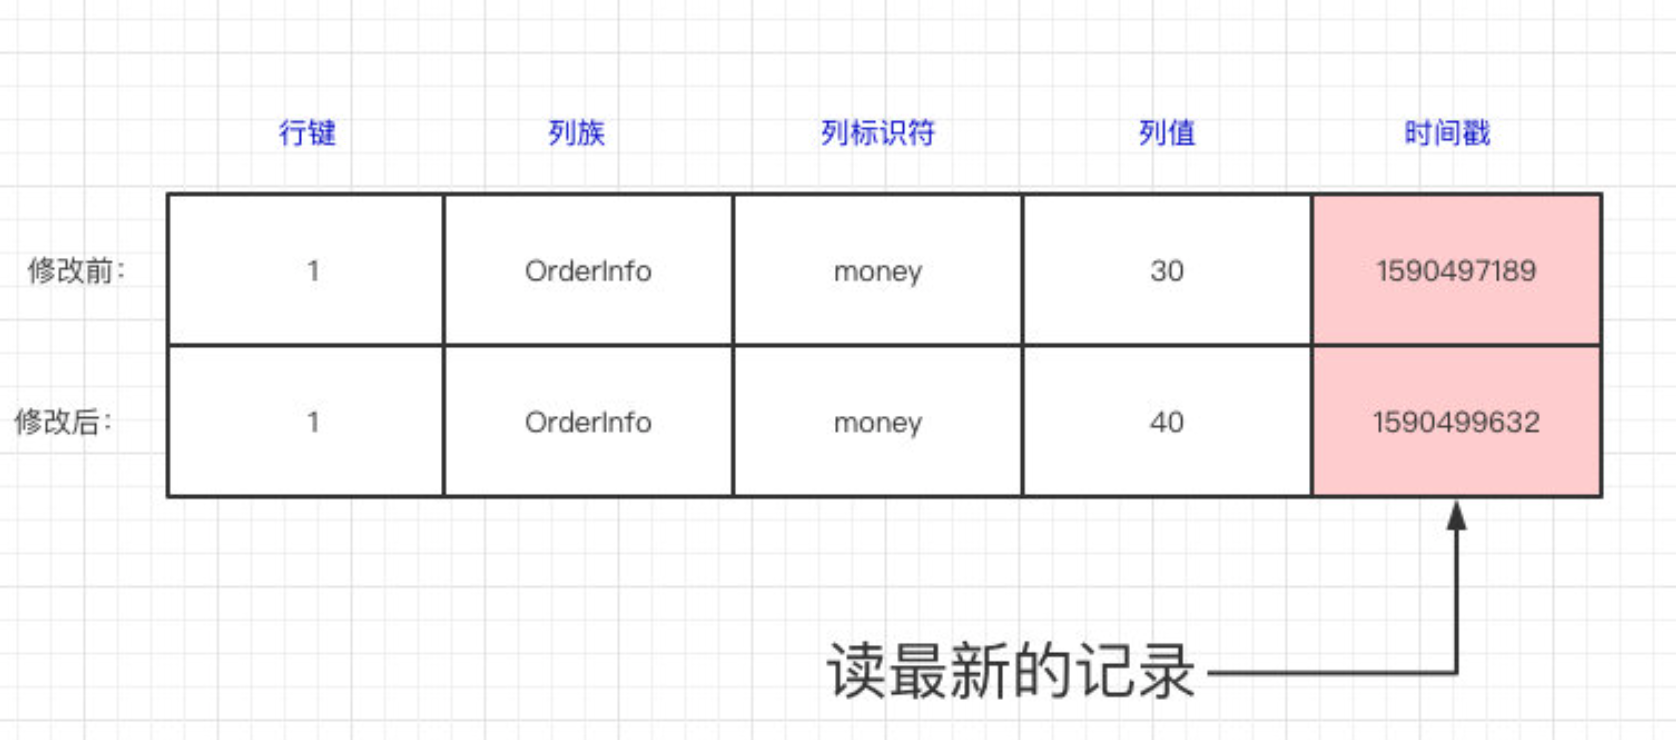 行键 列族 列标识符 列值 时间戳
修改前： 1 OrderInfo money 30 1590497189
修改后： 1 OrderInfo money 40 1590499632
读最新的记录